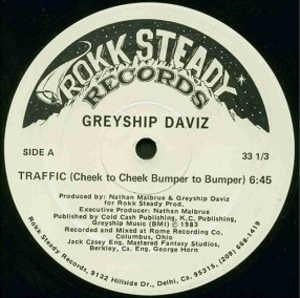 ROKK STEADY
RECORDS
GREYSHIP DAVIZ
SIDE A
33 1/3
TRAFFIC (Cheek to Cheek Bumper to Bumper) 6:45
Produced by: Nathan Malbrue & Greyship Daviz
for Rokk Steady Prod.
Executive Producer: Nathan Malbrue
Published by Cold Cash Publishing, K.C. Publishing,
Greyship Music (BMI) ℗ 1983
Recorded and Mixed at Rome Recording Co.
Columbus, Ohio
Jack Casey Eng. Mastered Fantasy Studios,
Berkley, Ca. Eng. George Horn
Rokk Steady Records, 9122 Hillside Dr., Delhi, Ca. 95315, (209) 668-1419